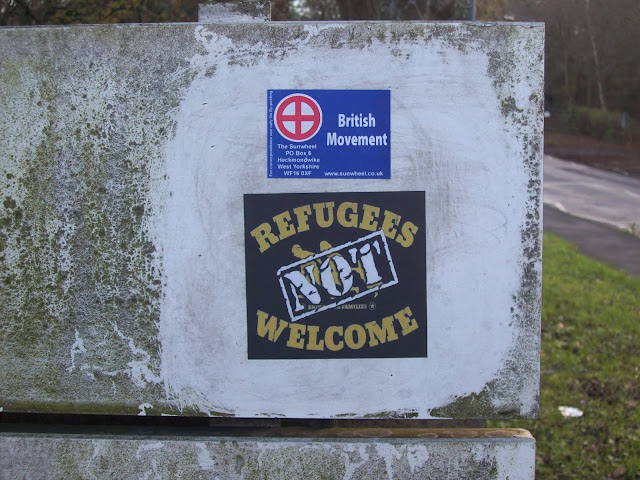 British
Movement
The Sunwheel
PO Box 6
Heckmondwike
West Yorkshire
WF16 0XF
www.sunwheel.co.uk
REFUGEES
NOT
WELCOME
FAMILIES